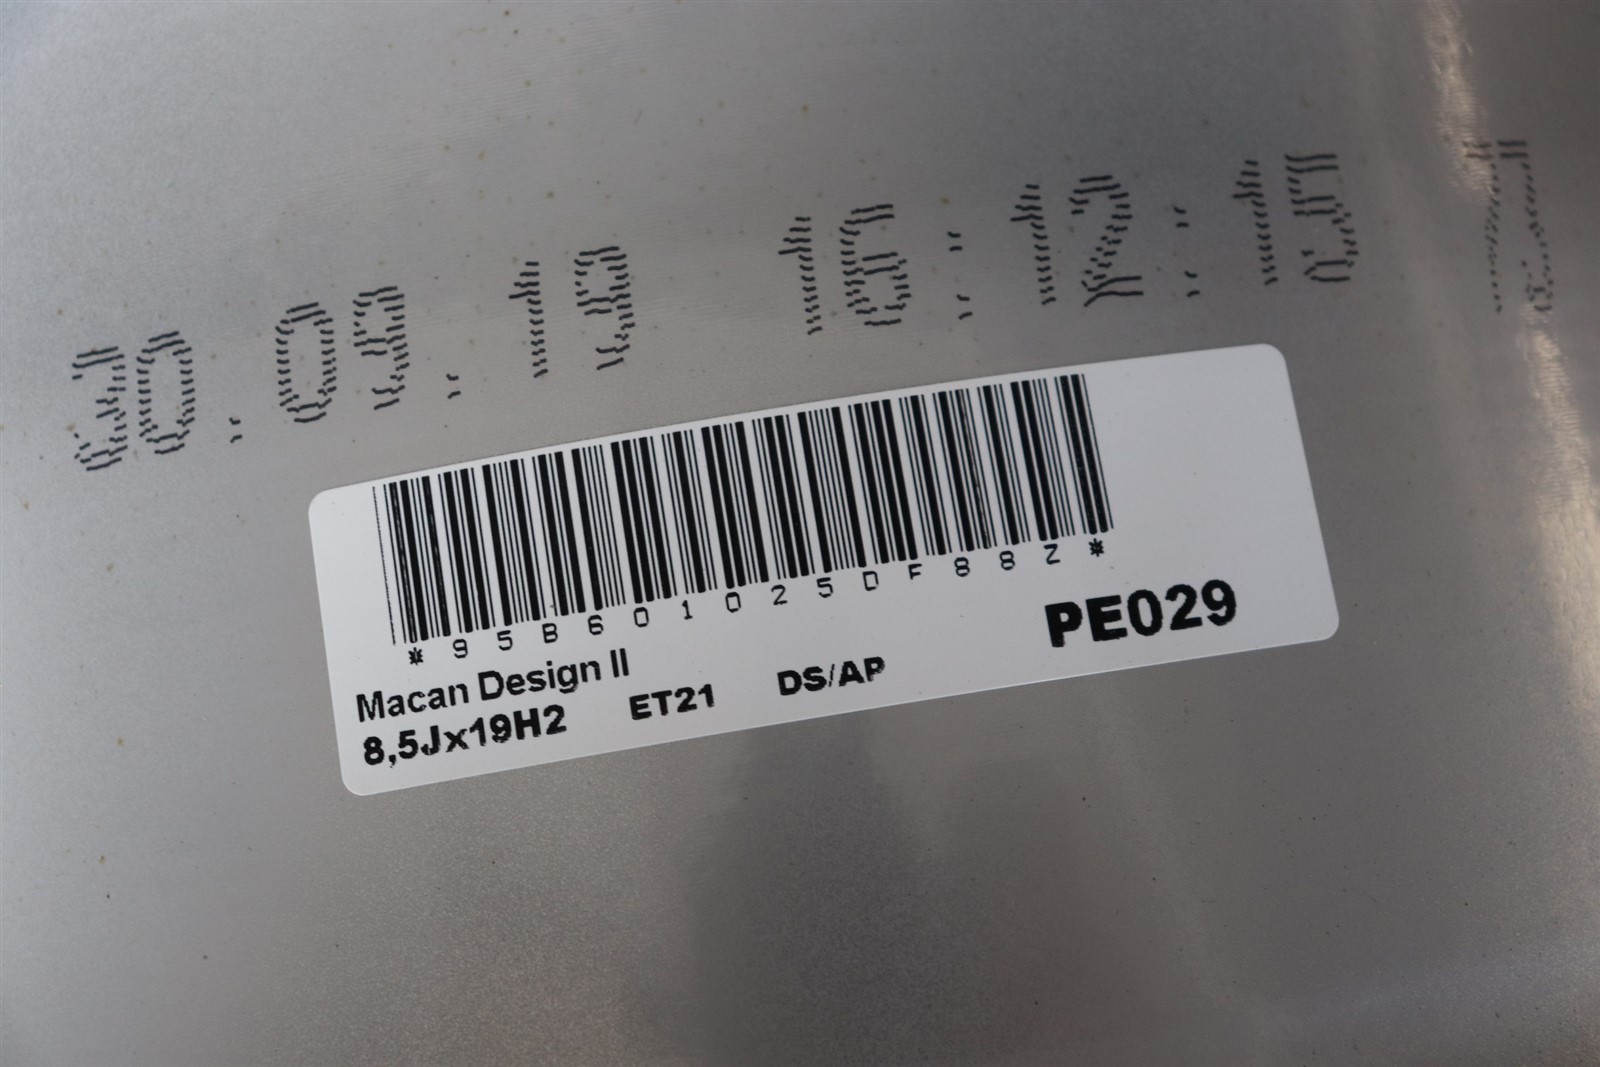 30.09.19 16:12:15
*95B601025DF88Z*
PE029
Macan Design II
8,5Jx19H2 ET21 DS/AP